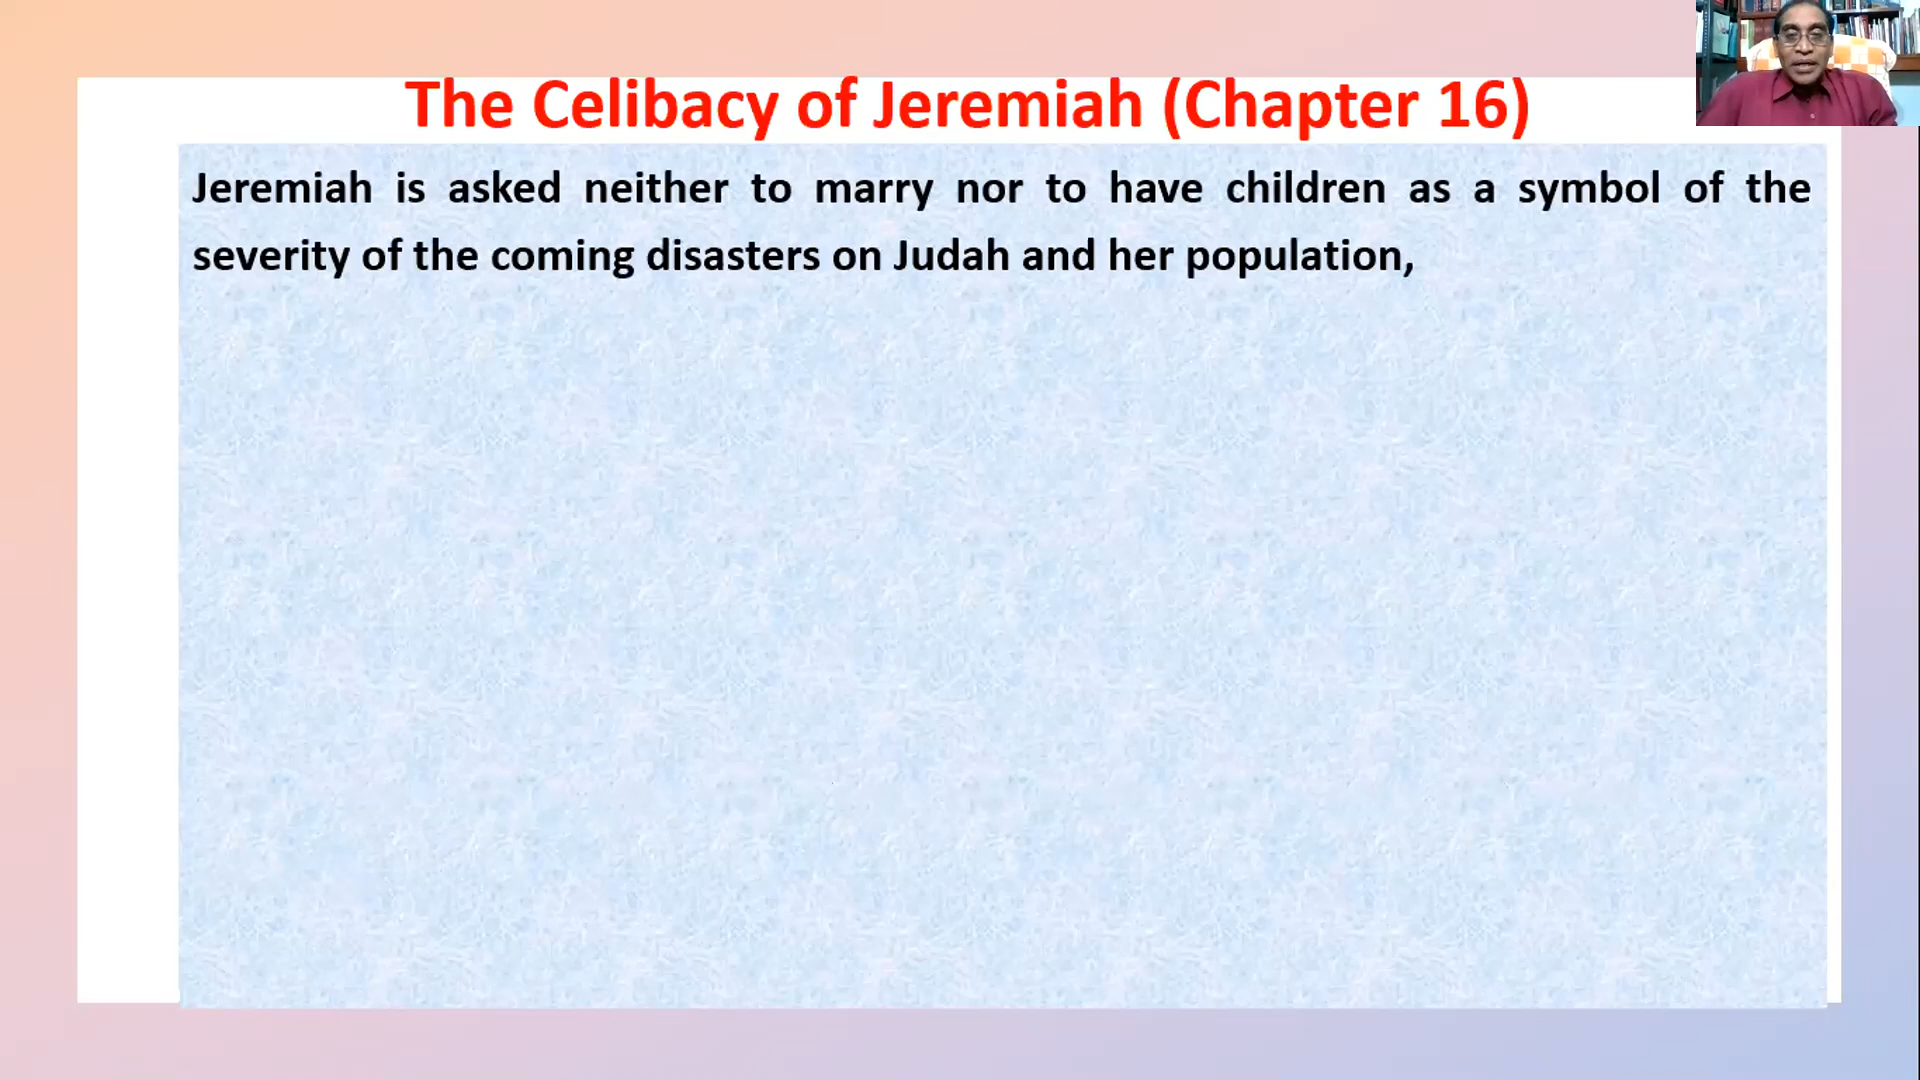 The Celibacy of Jeremiah (Chapter 16)
Jeremiah is asked neither to marry nor to have children as a symbol of the
severity of the coming disasters on Judah and her population,